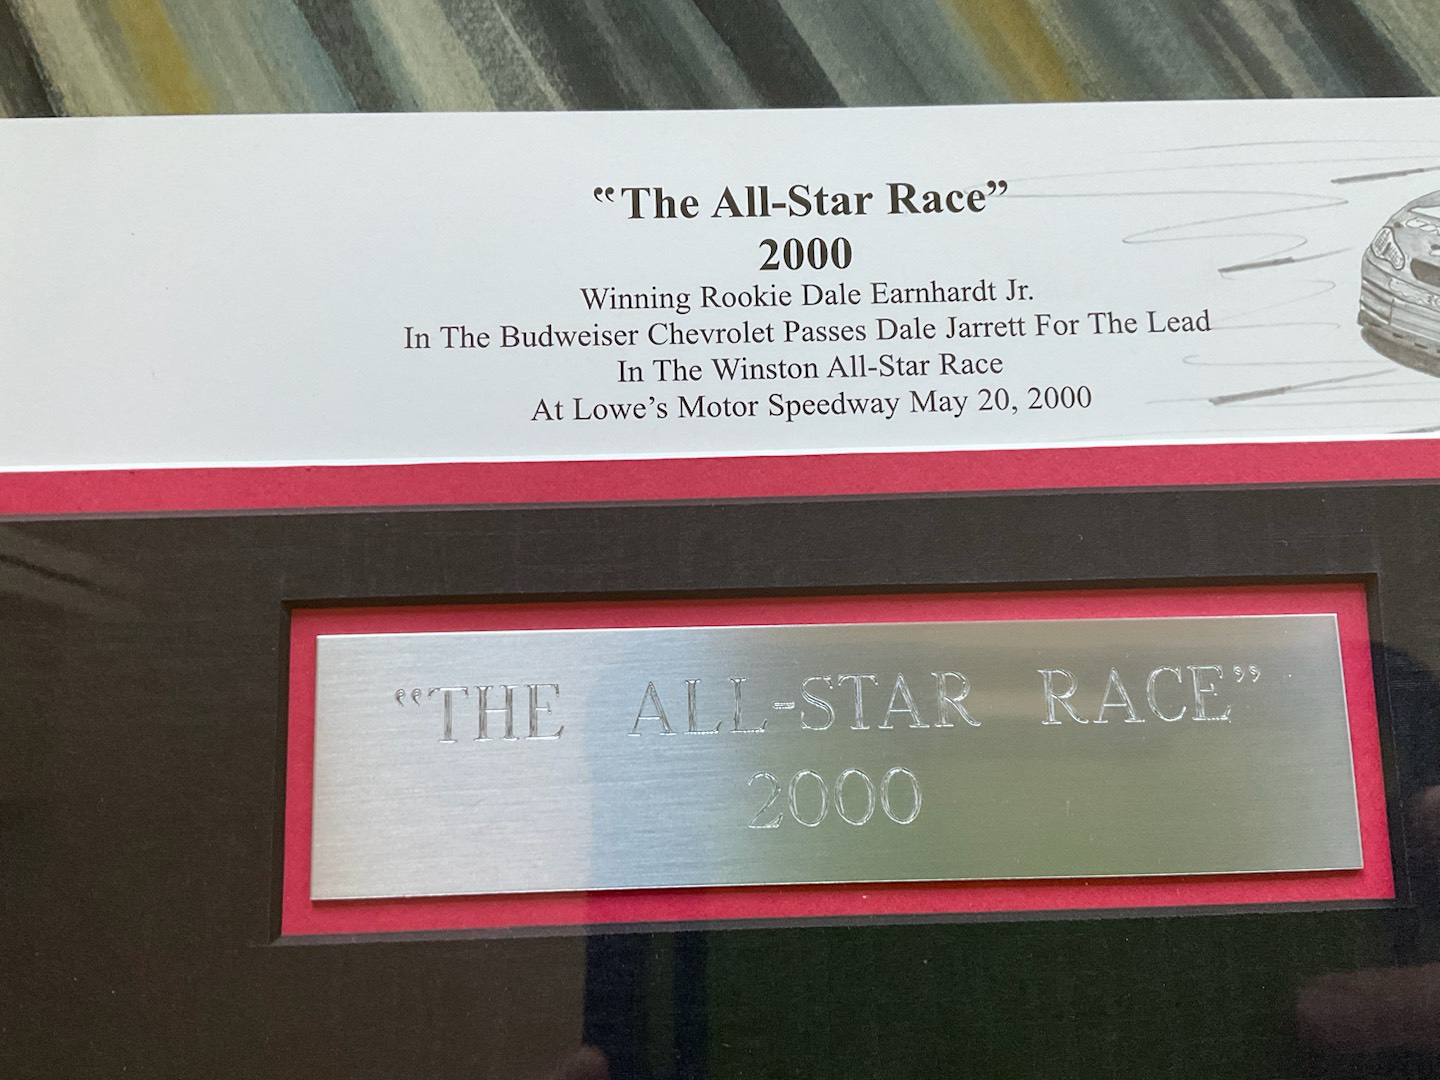 “The All-Star Race”
2000
Winning Rookie Dale Earnhardt Jr.
In The Budweiser Chevrolet Passes Dale Jarrett For The Lead
In The Winston All-Star Race
At Lowe’s Motor Speedway May 20, 2000
“THE ALL-STAR RACE”
2000